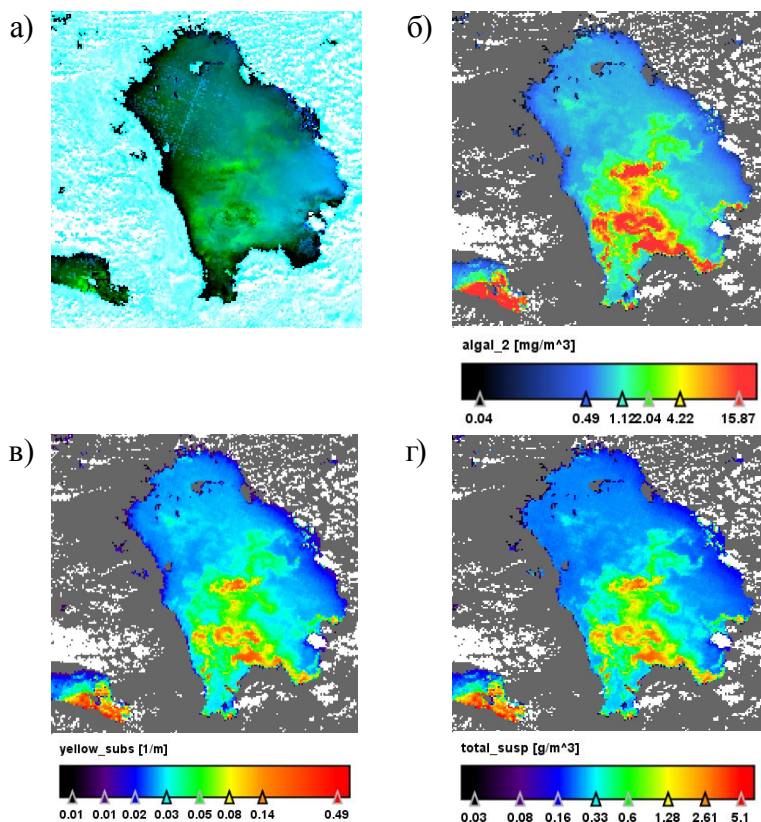 а)
б)
algal_2 [mg/m^3]
0.04 0.49 1.12 2.04 4.22 15.87
в)
г)
yellow_subs [1/m]
0.01 0.01 0.02 0.03 0.05 0.08 0.14 0.49
total_susp [g/m^3]
0.03 0.08 0.16 0.33 0.6 1.28 2.61 5.1